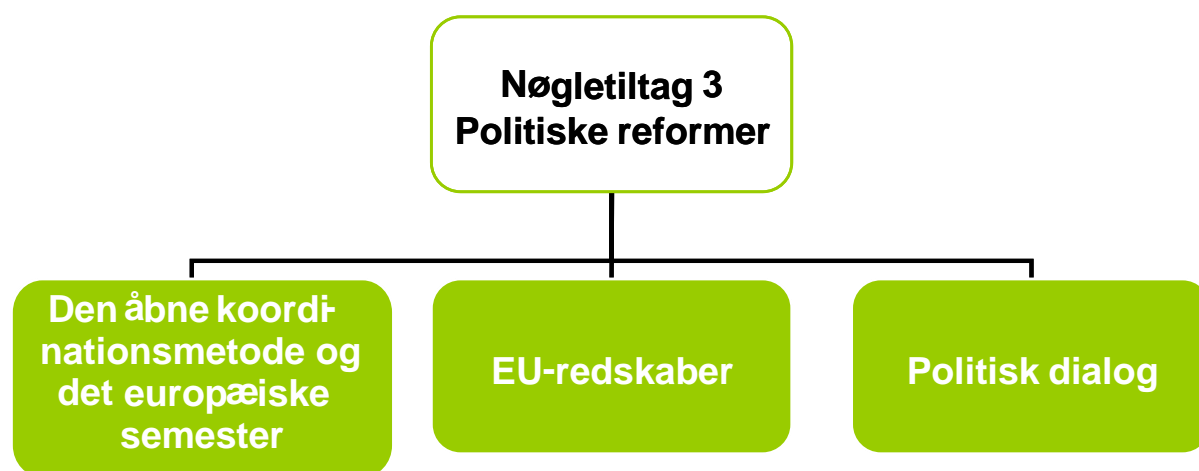 Nøgletiltag 3
Politiske reformer
Den åbne koordi-
nationsmetode og
det europæiske
semester
EU-redskaber
Politisk dialog